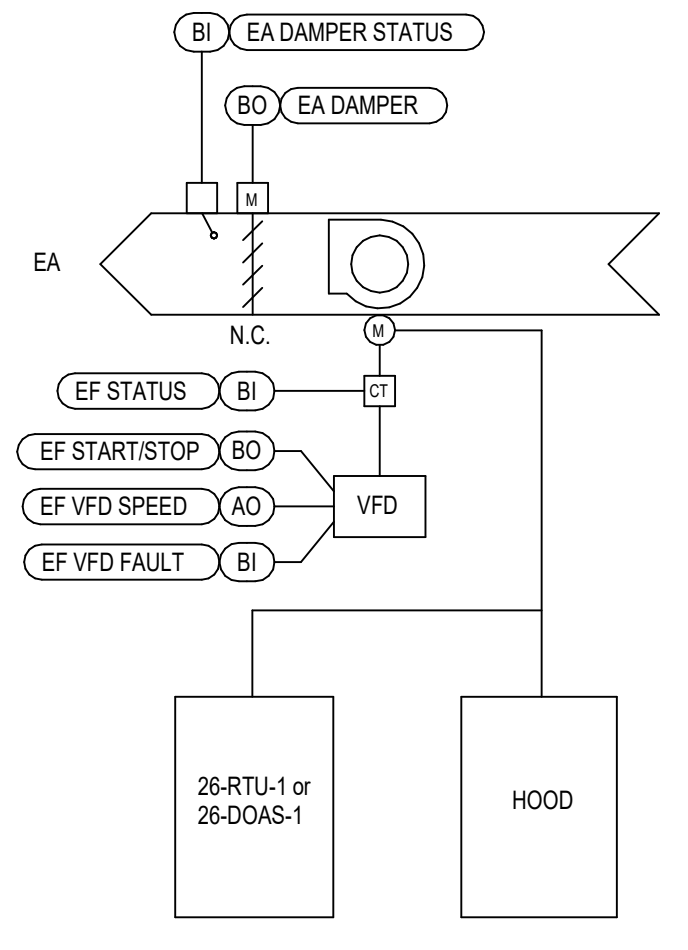 BI EA DAMPER STATUS
BO EA DAMPER
M
EA
N.C.
M
EF STATUS BI
CT
EF START/STOP BO
EF VFD SPEED AO
VFD
EF VFD FAULT BI
26-RTU-1 or
26-DOAS-1
HOOD